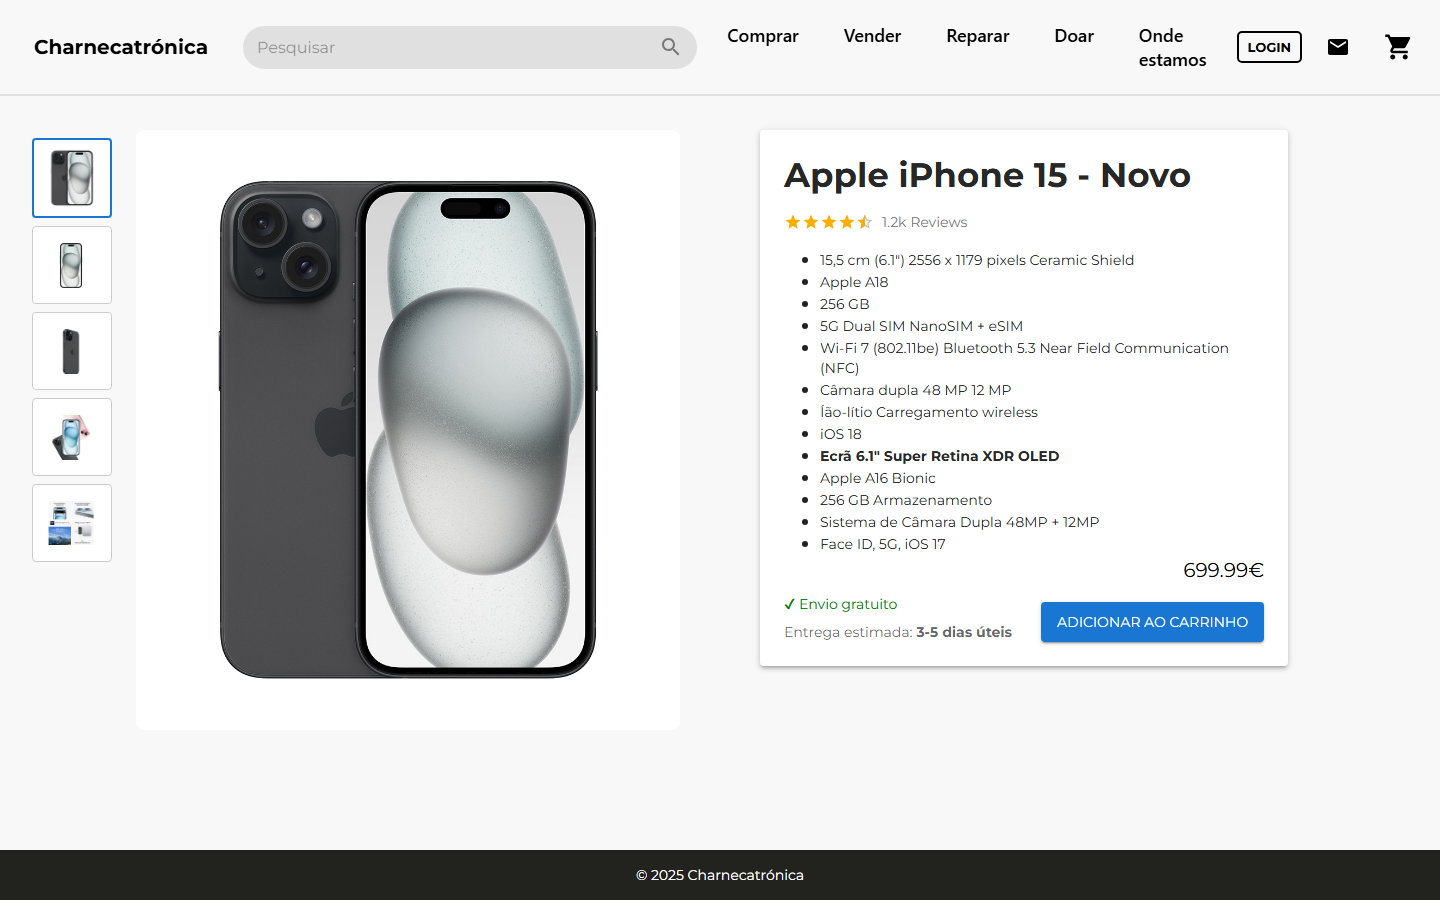 Charnecatrónica
Pesquisar
Comprar
Vender
Reparar
Doar
Onde
estamos
LOGIN
Apple iPhone 15 - Novo
1.2k Reviews
15,5 cm (6.1") 2556 x 1179 pixels Ceramic Shield
Apple A18
256 GB
5G Dual SIM NanoSIM + eSIM
Wi-Fi 7 (802.11be) Bluetooth 5.3 Near Field Communication
(NFC)
Câmara dupla 48 MP 12 MP
Íão-lítio Carregamento wireless
iOS 18
Ecrã 6.1" Super Retina XDR OLED
Apple A16 Bionic
256 GB Armazenamento
Sistema de Câmara Dupla 48MP + 12MP
Face ID, 5G, iOS 17
699.99€
✓ Envio gratuito
Entrega estimada: 3-5 dias úteis
ADICIONAR AO CARRINHO
© 2025 Charnecatrónica